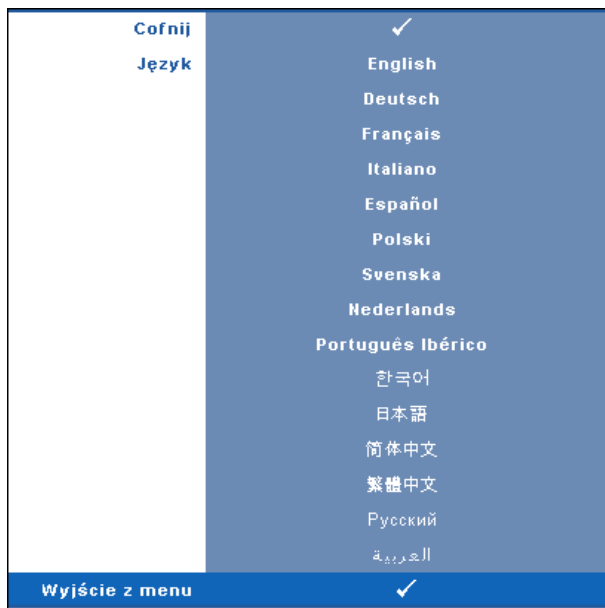 Cofnij ✓
Język English
Deutsch
Français
Italiano
Español
Polski
Svenska
Nederlands
Português Ibérico
한국어
日本語
简体中文
繁體中文
Русский
العربية
Wyjście z menu ✓